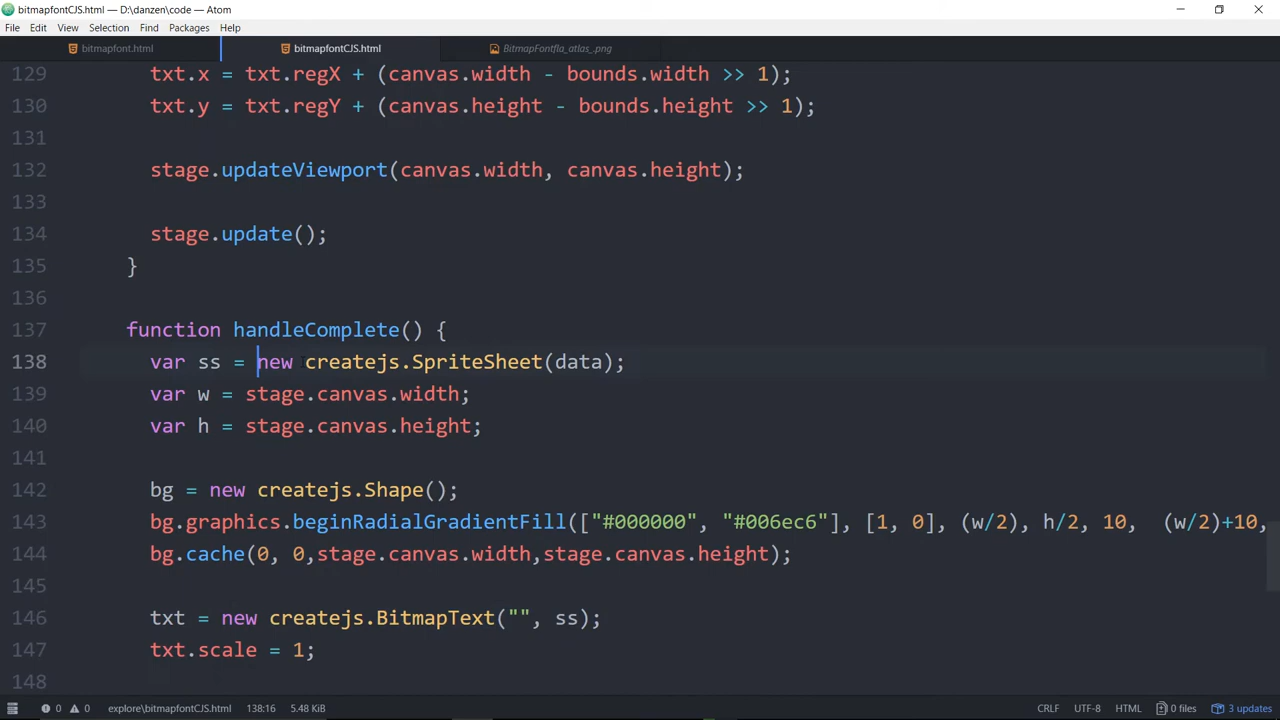 bitmapfontCJS.html — D:\danzen\code — Atom
File Edit View Selection Find Packages Help
bitmapfont.html bitmapfontCJS.html BitmapFontfla_atlas_.png
129 txt.x = txt.regX + (canvas.width - bounds.width >> 1);
130 txt.y = txt.regY + (canvas.height - bounds.height >> 1);
131
132 stage.updateViewport(canvas.width, canvas.height);
133
134 stage.update();
135 }
136
137 function handleComplete() {
138 var ss = new createjs.SpriteSheet(data);
139 var w = stage.canvas.width;
140 var h = stage.canvas.height;
141
142 bg = new createjs.Shape();
143 bg.graphics.beginRadialGradientFill(["#000000", "#006ec6"], [1, 0], (w/2), h/2, 10, (w/2)+10,
144 bg.cache(0, 0,stage.canvas.width,stage.canvas.height);
145
146 txt = new createjs.BitmapText("", ss);
147 txt.scale = 1;
148
0 0 explore\bitmapfontCJS.html 138:16 5.48 KiB CRLF UTF-8 HTML 0 files 3 updates